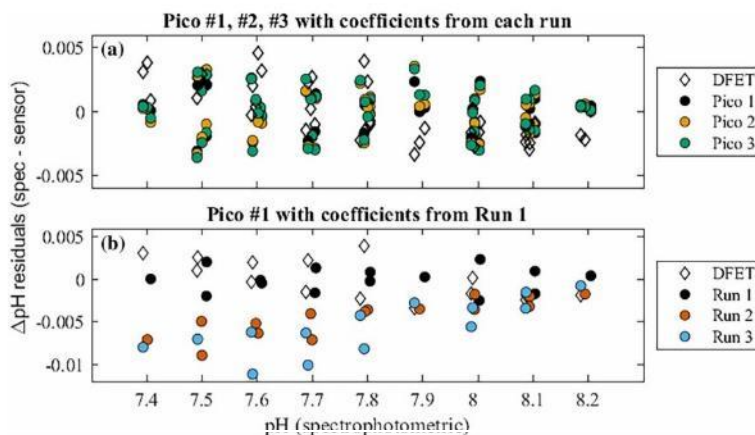 Pico #1, #2, #3 with coefficients from each run
(a)
0.005
0
-0.005
DFET
Pico 1
Pico 2
Pico 3
Pico #1 with coefficients from Run 1
(b)
0.005
0
-0.005
-0.01
DFET
Run 1
Run 2
Run 3
ΔpH residuals (spec - sensor)
7.4 7.5 7.6 7.7 7.8 7.9 8 8.1 8.2
pH (spectrophotometric)